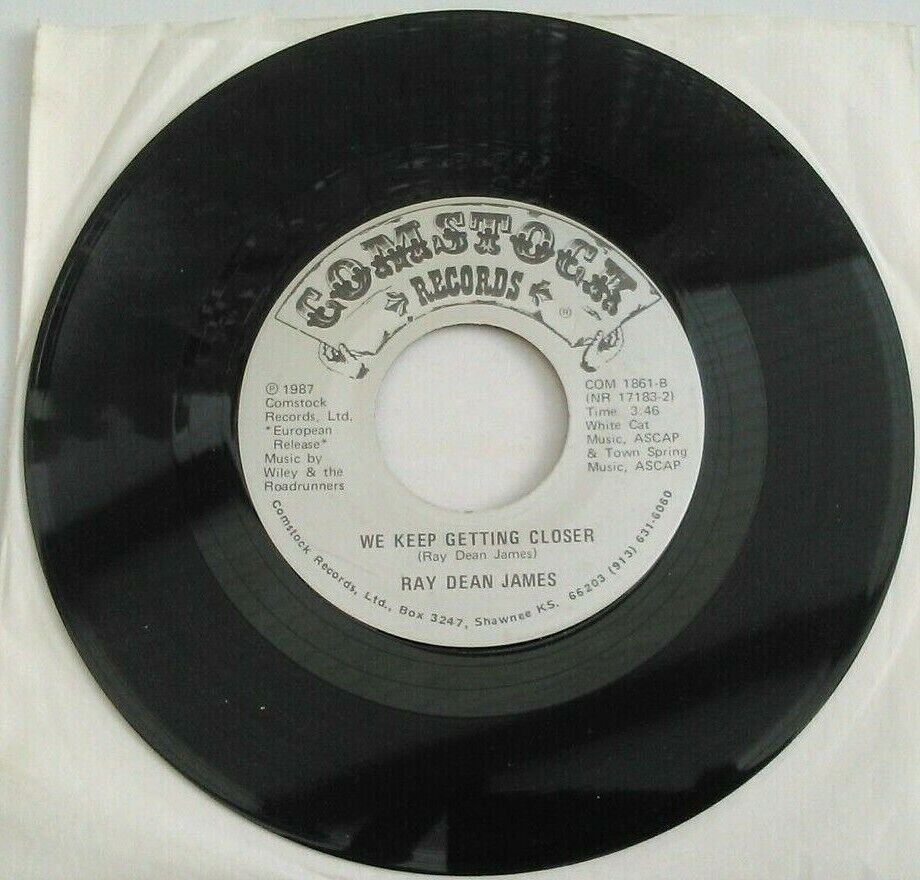 COMSTOCK
RECORDS
®
℗ 1987
Comstock
Records, Ltd.
*European
Release*
Music by
Wiley & the
Roadrunners
COM 1861-B
(NR 17183-2)
Time 3.46
White Cat
Music, ASCAP
& Town Spring
Music, ASCAP
WE KEEP GETTING CLOSER
(Ray Dean James)
RAY DEAN JAMES
Comstock Records, Ltd., Box 3247, Shawnee KS. 66203 (913) 631-6060